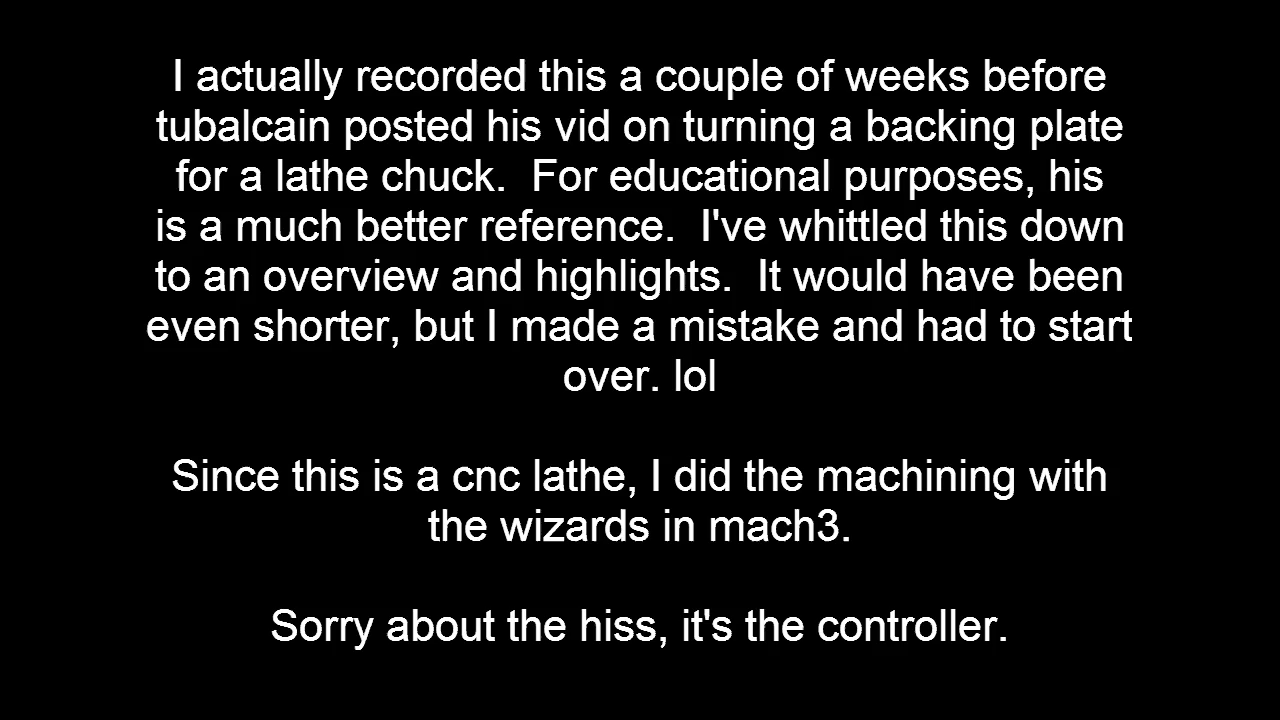 I actually recorded this a couple of weeks before
tubalcain posted his vid on turning a backing plate
for a lathe chuck.  For educational purposes, his
is a much better reference.  I've whittled this down
to an overview and highlights.  It would have been
even shorter, but I made a mistake and had to start
over. lol
Since this is a cnc lathe, I did the machining with
the wizards in mach3.
Sorry about the hiss, it's the controller.